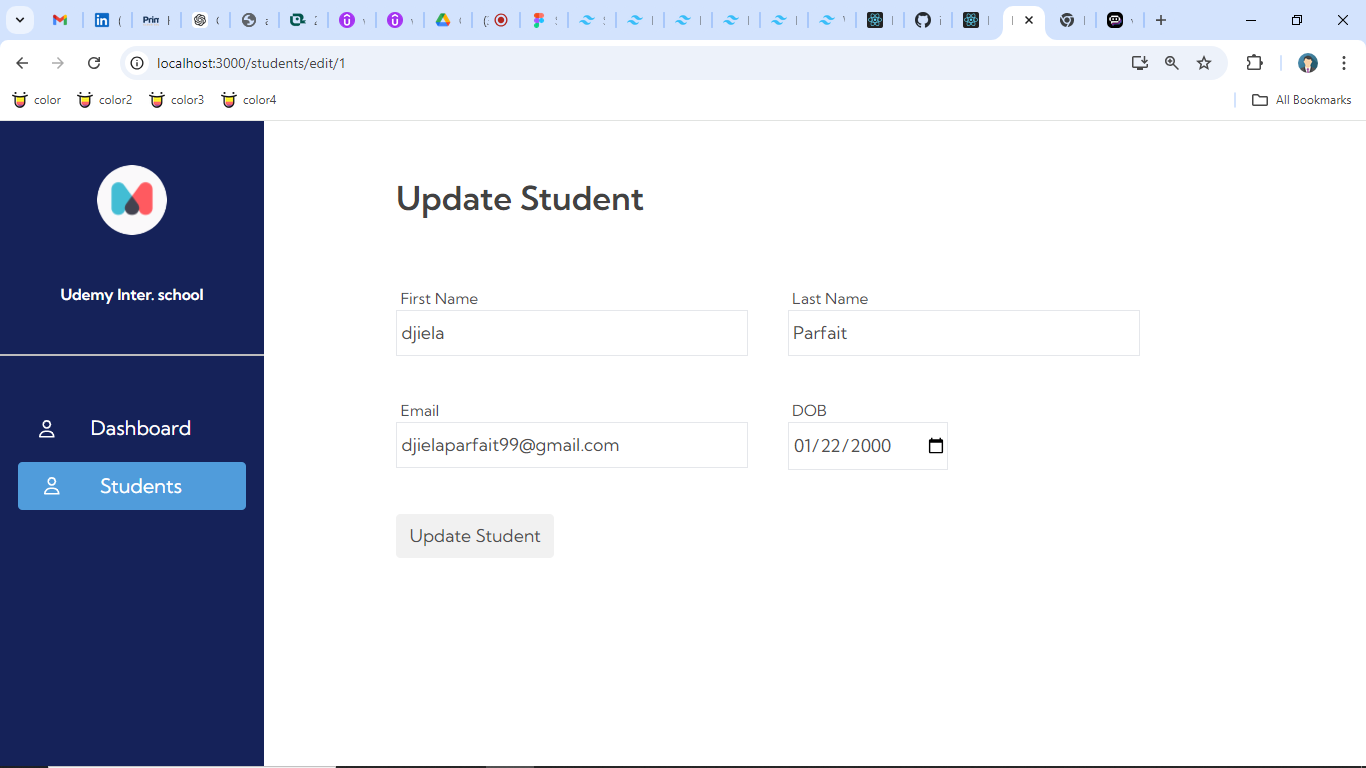 Prin
localhost:3000/students/edit/1
color
color2
color3
color4
All Bookmarks
Udemy Inter. school
Dashboard
Students
Update Student
First Name
Last Name
djiela
Parfait
Email
DOB
djielaparfait99@gmail.com
01/22/2000
Update Student